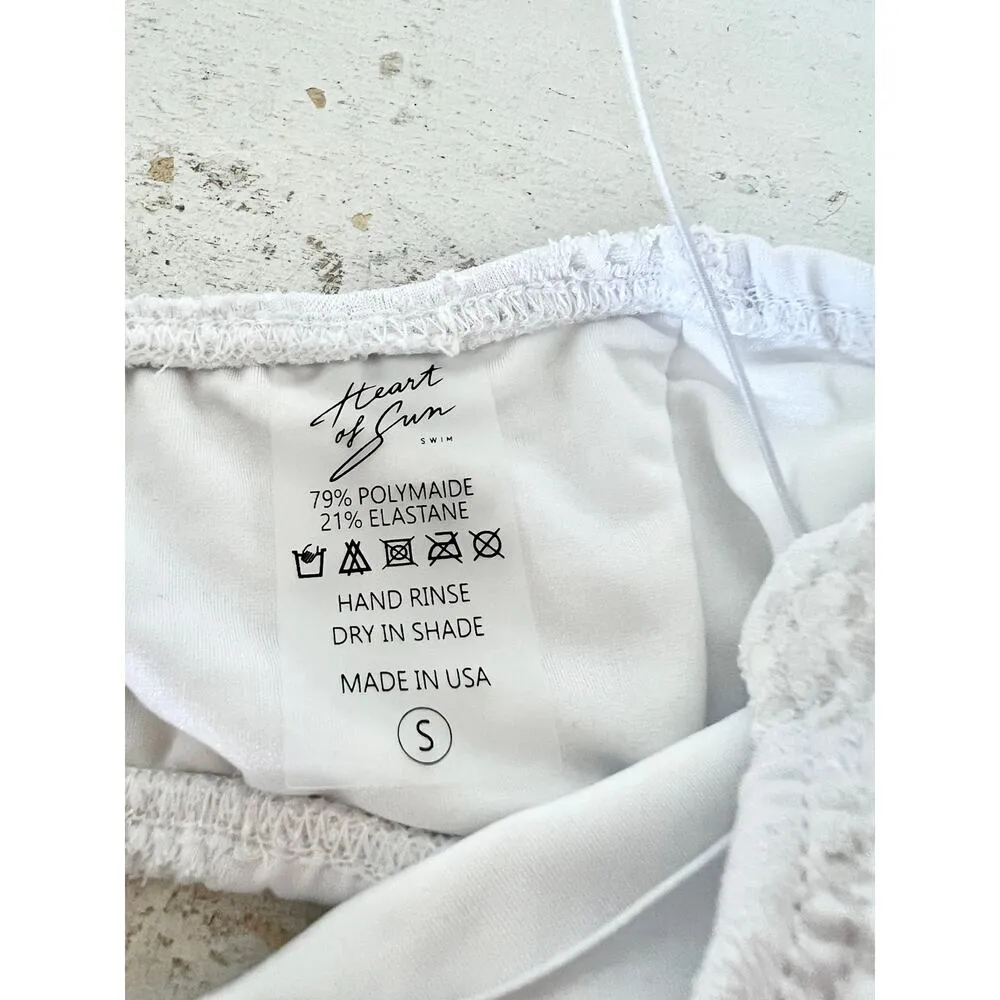 Heart
of Sun
SWIM
79% POLYMAIDE
21% ELASTANE
HAND RINSE
DRY IN SHADE
MADE IN USA
S